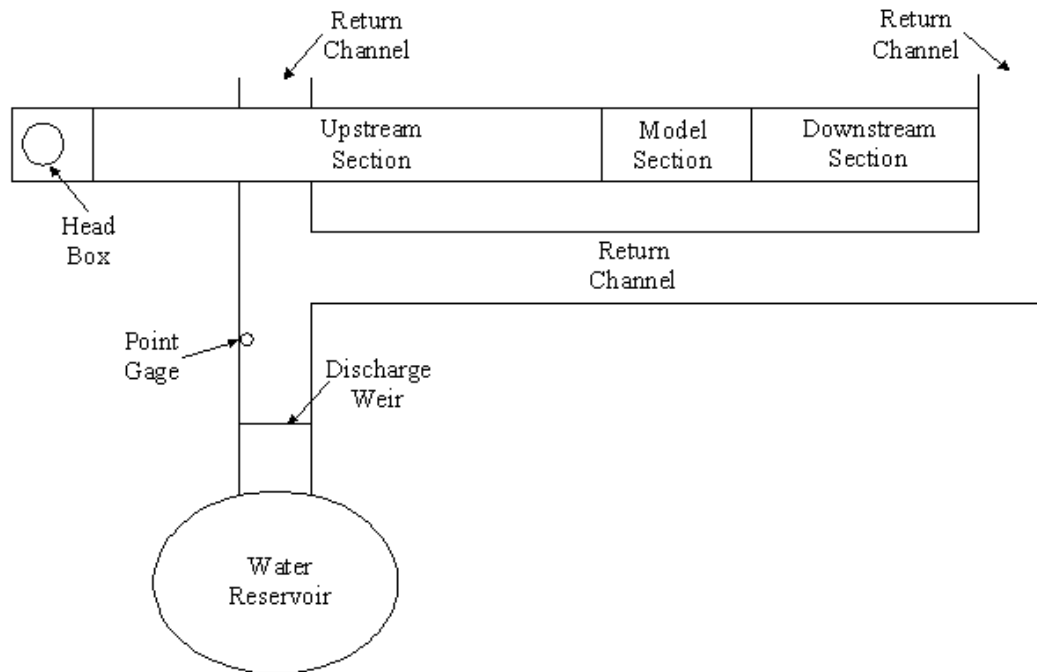 Return
Channel
Return
Channel
Upstream
Section
Model
Section
Downstream
Section
Head
Box
Return
Channel
Point
Gage
Discharge
Weir
Water
Reservoir